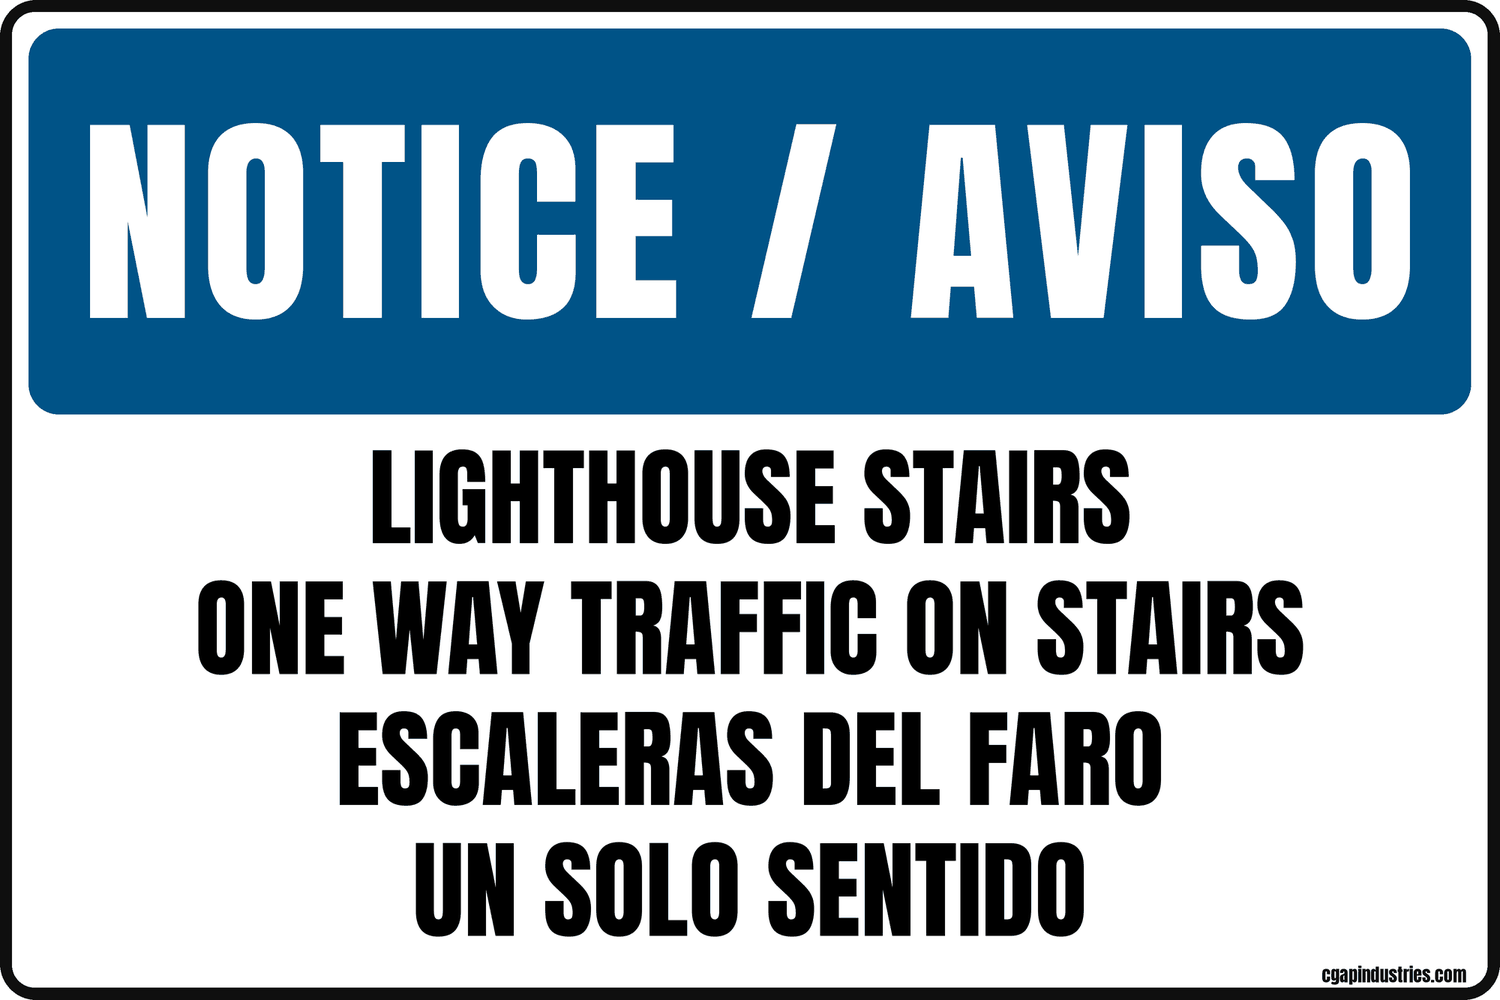 NOTICE / AVISO
LIGHTHOUSE STAIRS
ONE WAY TRAFFIC ON STAIRS
ESCALERAS DEL FARO
UN SOLO SENTIDO
cgapindustries.com